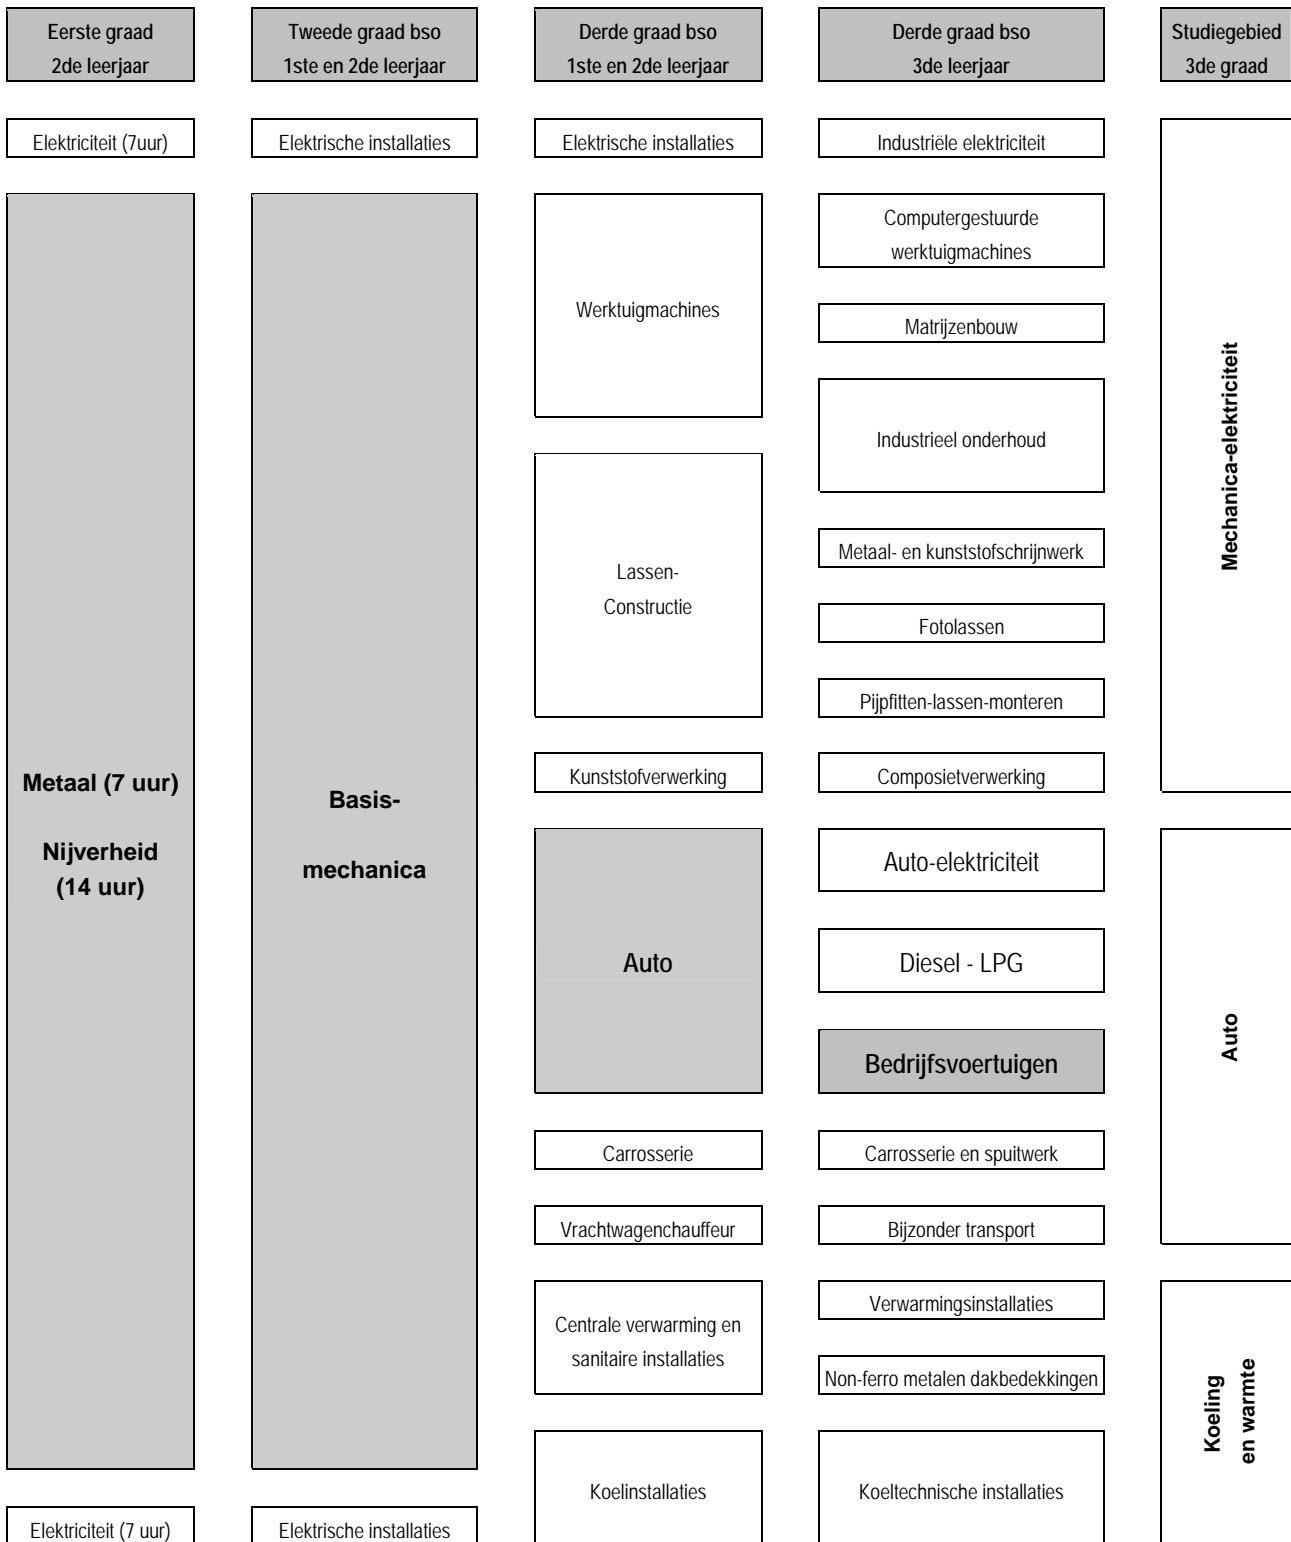 Eerste graad
2de leerjaar
Tweede graad bso
1ste en 2de leerjaar
Derde graad bso
1ste en 2de leerjaar
Derde graad bso
3de leerjaar
Studiegebied
3de graad
Elektriciteit (7uur)
Elektrische installaties
Elektrische installaties
Industriële elektriciteit
Metaal (7 uur)
Nijverheid
(14 uur)
Basis-
mechanica
Werktuigmachines
Computergestuurde
werktuigmachines
Matrijzenbouw
Industrieel onderhoud
Lassen-
Constructie
Metaal- en kunststofschrijnwerk
Fotolassen
Pijpfitten-lassen-monteren
Kunststofverwerking
Composietverwerking
Mechanica-elektriciteit
Auto
Auto-elektriciteit
Diesel - LPG
Bedrijfsvoertuigen
Carrosserie
Carrosserie en spuitwerk
Vrachtwagenchauffeur
Bijzonder transport
Auto
Centrale verwarming en
sanitaire installaties
Verwarmingsinstallaties
Non-ferro metalen dakbedekkingen
Koelinstallaties
Koeltechnische installaties
Koeling
en warmte
Elektriciteit (7 uur)
Elektrische installaties